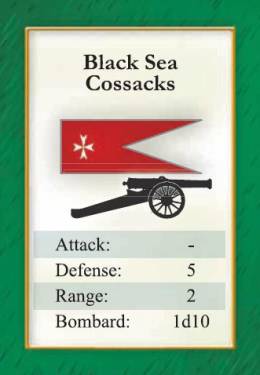 Black Sea
Cossacks
Attack: -
Defense: 5
Range: 2
Bombard: 1d10